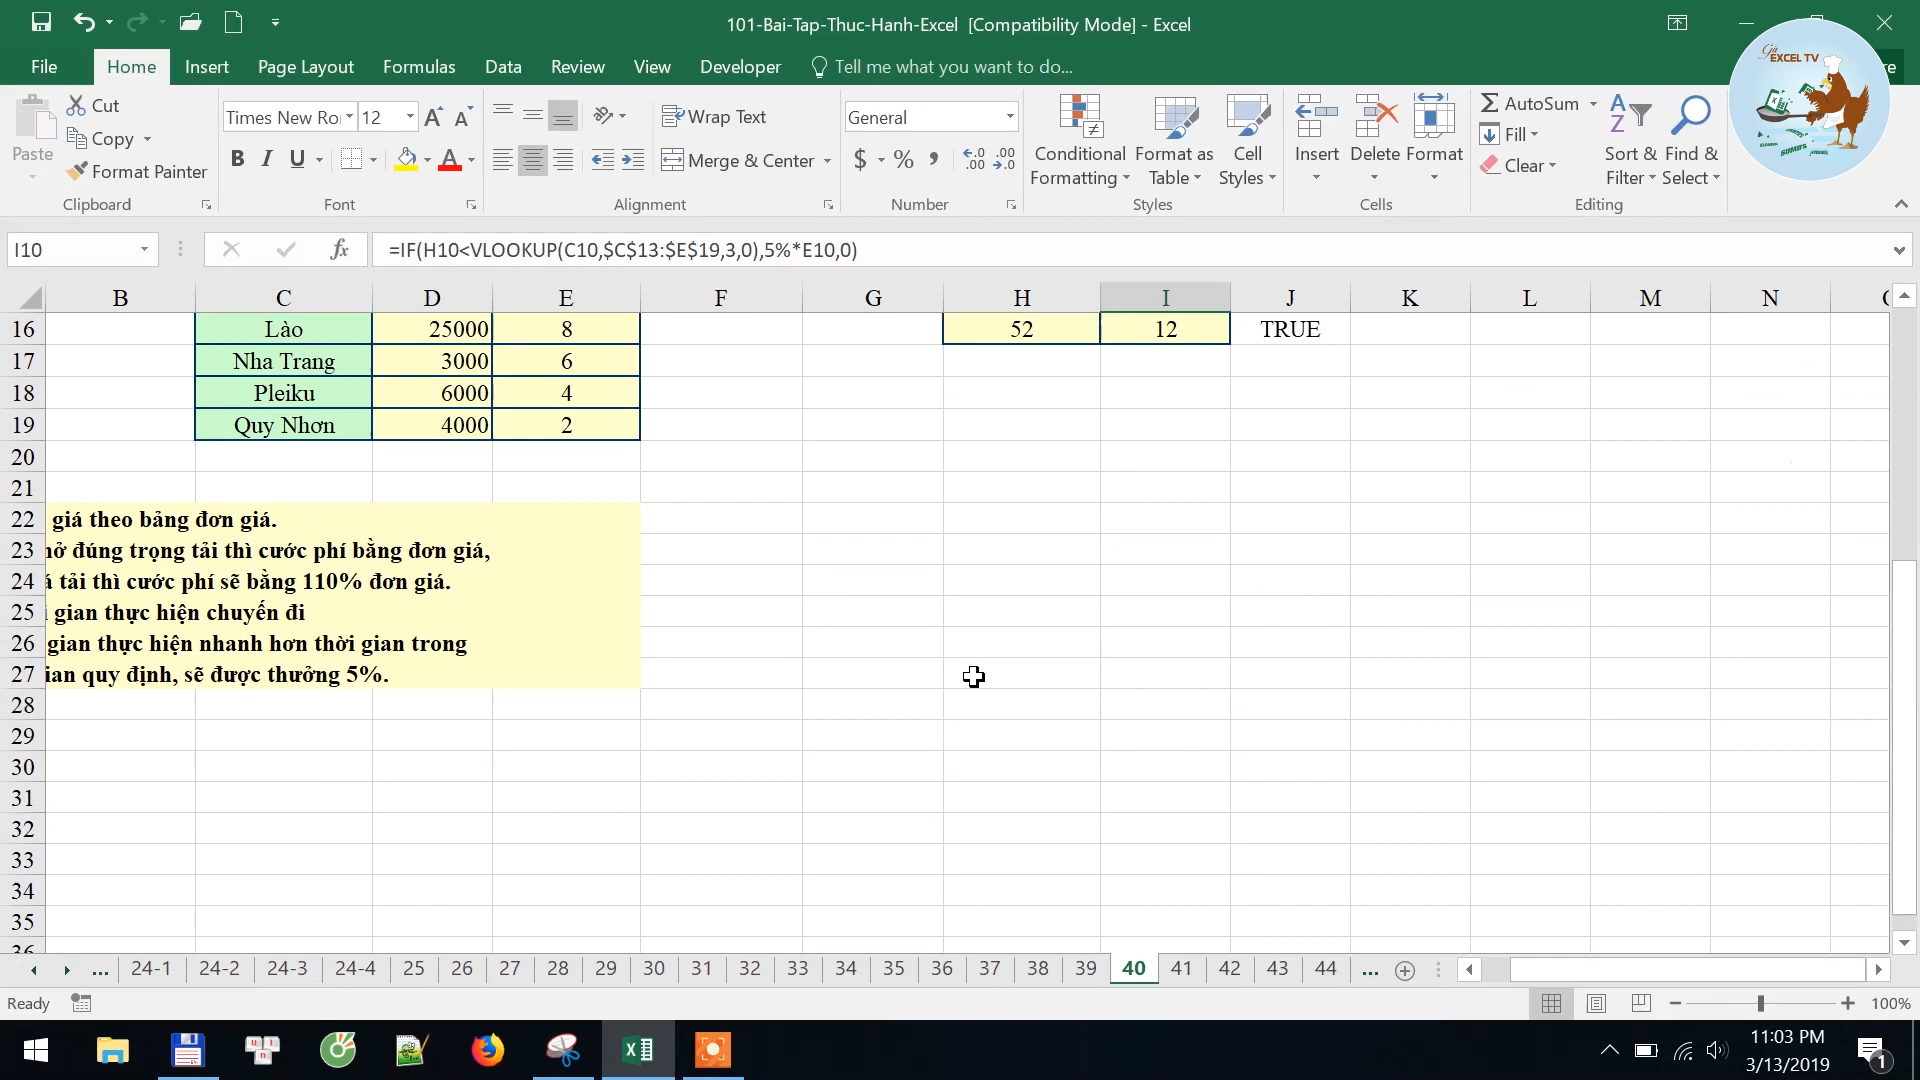 101-Bai-Tap-Thuc-Hanh-Excel [Compatibility Mode] - Excel
File Home Insert Page Layout Formulas Data Review View Developer Tell me what you want to do...
Gà EXCEL TV
Cut
Copy
Format Painter
Paste
Clipboard
Times New Ro 12
B I U
Font
Wrap Text
Merge & Center
Alignment
General
$ %
Number
Conditional Formatting
Format as Table
Cell Styles
Styles
Insert Delete Format
Cells
AutoSum
Fill
Clear
Sort & Filter
Find & Select
Editing
I10 fx =IF(H10<VLOOKUP(C10,$C$13:$E$19,3,0),5%*E10,0)
B C D E F G H I J K L M N
16 Lào 25000 8 52 12 TRUE
17 Nha Trang 3000 6
18 Pleiku 6000 4
19 Quy Nhơn 4000 2
20
21
22 giá theo bảng đơn giá.
23 đúng trọng tải thì cước phí bằng đơn giá,
24 tải thì cước phí sẽ bằng 110% đơn giá.
25 gian thực hiện chuyến đi
26 gian thực hiện nhanh hơn thời gian trong
27 quy định, sẽ được thưởng 5%.
28
29
30
31
32
33
34
35
... 24-1 24-2 24-3 24-4 25 26 27 28 29 30 31 32 33 34 35 36 37 38 39 40 41 42 43 44 ...
Ready 100%
11:03 PM
3/13/2019
1